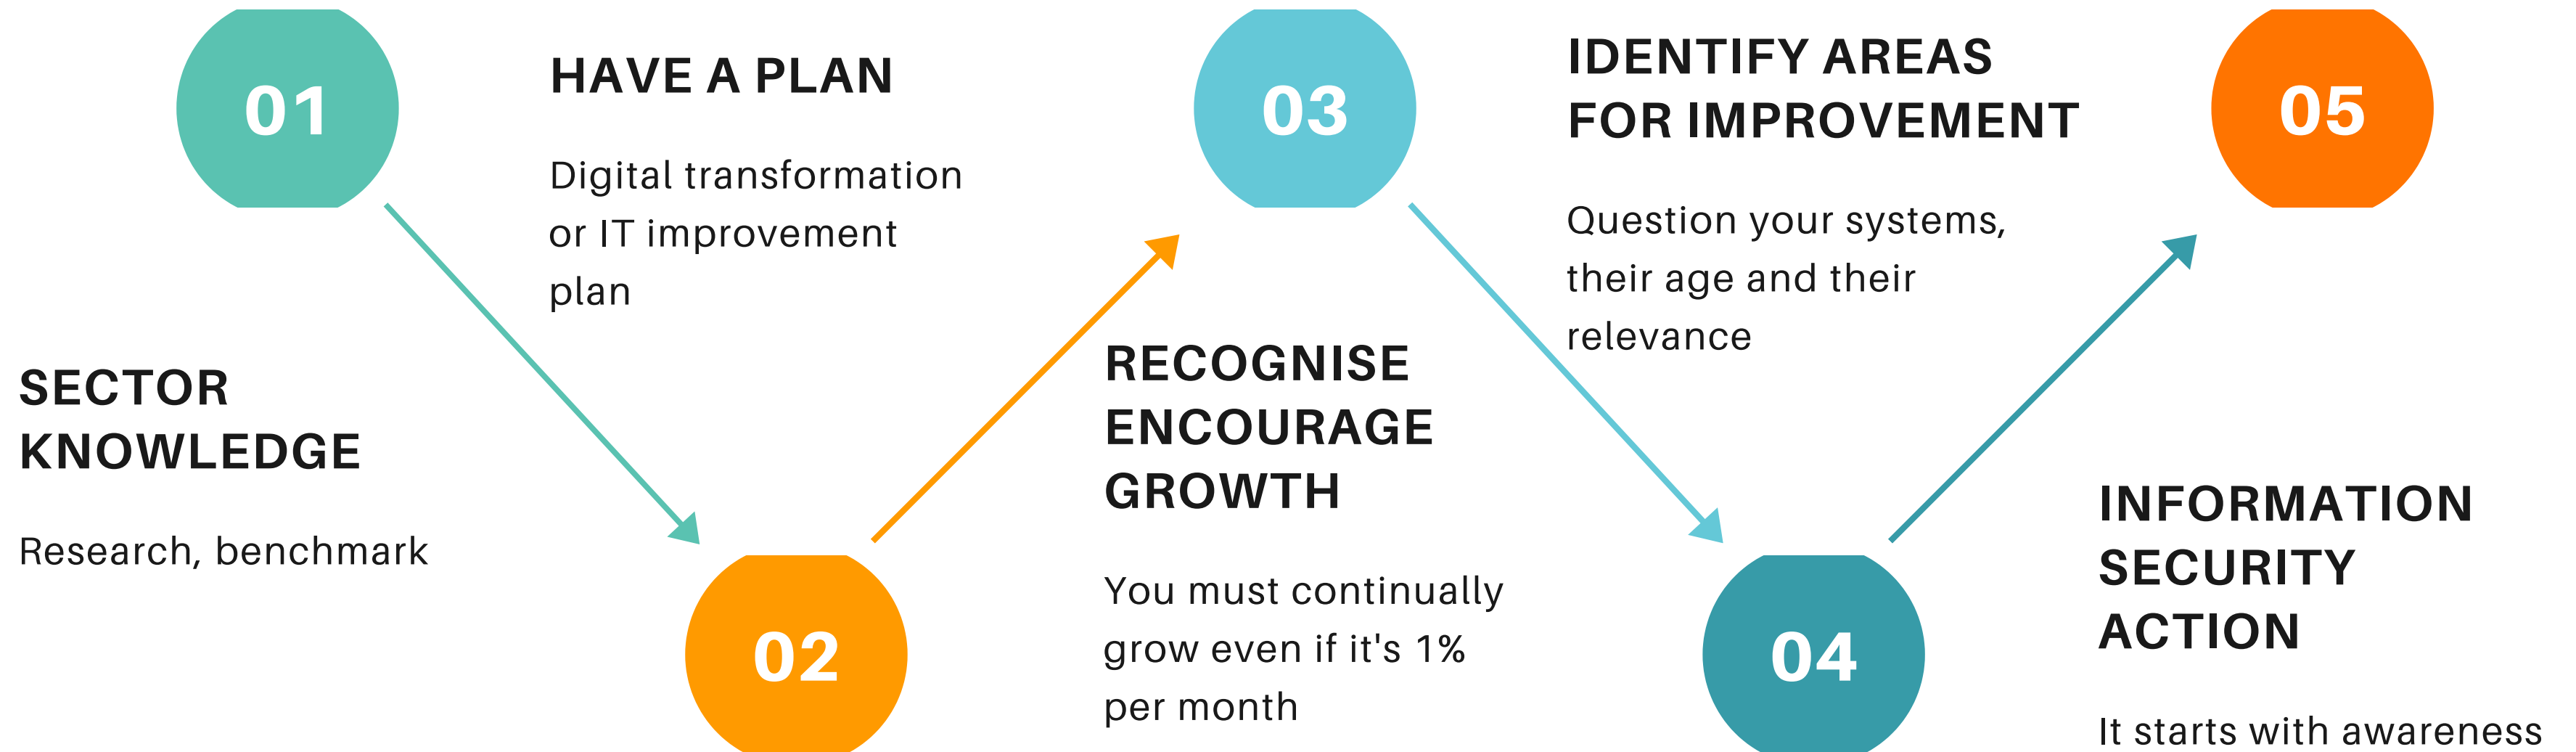 01
SECTOR
KNOWLEDGE
Research, benchmark
02
HAVE A PLAN
Digital transformation
or IT improvement
plan
03
RECOGNISE
ENCOURAGE
GROWTH
You must continually
grow even if it's 1%
per month
04
IDENTIFY AREAS
FOR IMPROVEMENT
Question your systems,
their age and their
relevance
05
INFORMATION
SECURITY
ACTION
It starts with awareness